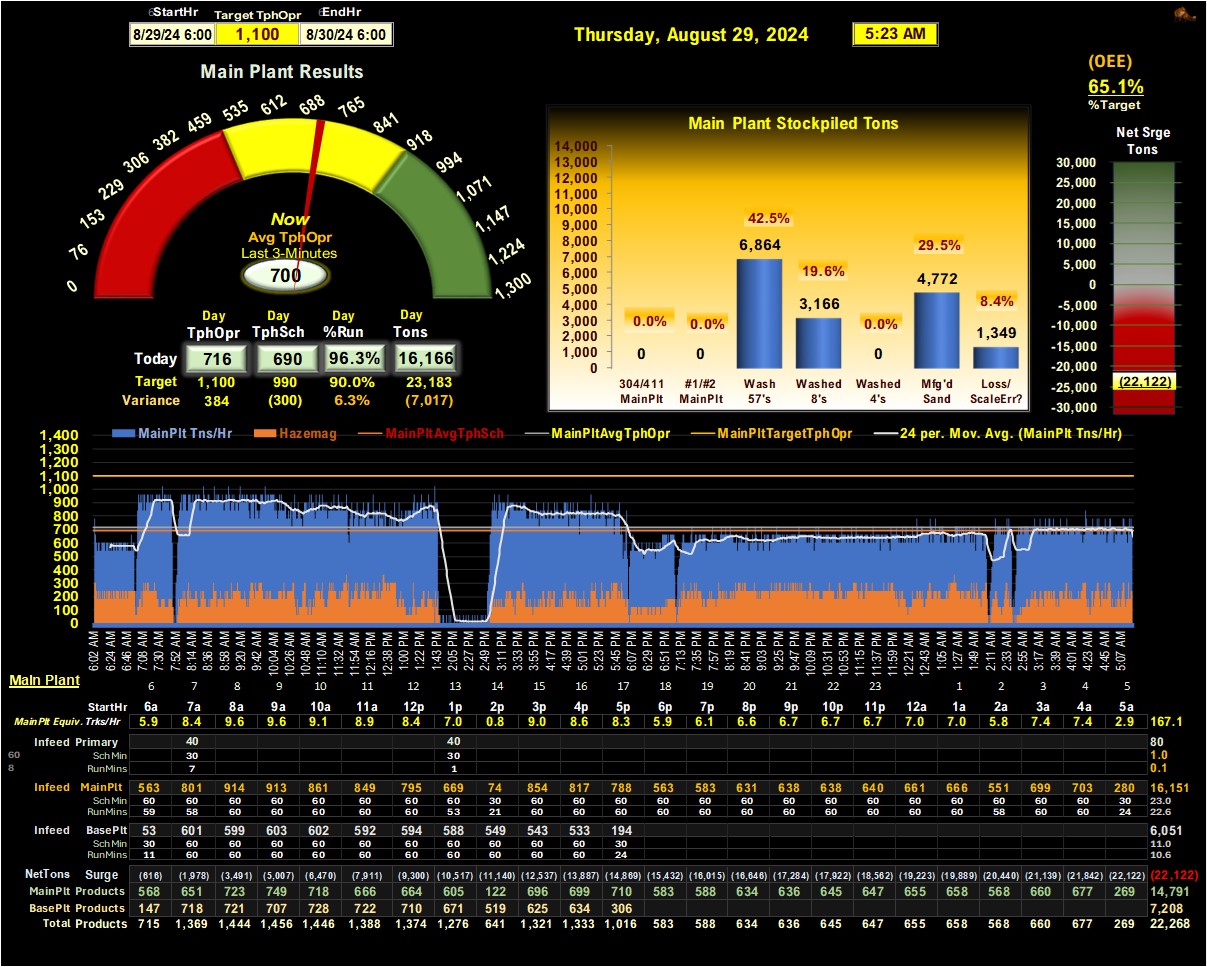 6StartHr Target TphOpr 6EndHr
8/29/24 6:00 1,100 8/30/24 6:00
Thursday, August 29, 2024 5:23 AM
(OEE)
65.1%
%Target
Main Plant Results
0 76 153 229 306 382 459 535 612 688 765 841 918 994 1,071 1,147 1,224 1,300
Now
Avg TphOpr
Last 3-Minutes
700
Day Day Day Day
TphOpr TphSch %Run Tons
Today 716 690 96.3% 16,166
Target 1,100 990 90.0% 23,183
Variance 384 (300) 6.3% (7,017)
Main Plant Stockpiled Tons
14,000
13,000
12,000
11,000
10,000
9,000
8,000
7,000
6,000
5,000
4,000
3,000
2,000
1,000
0
0.0% 0.0% 42.5% 19.6% 0.0% 29.5% 8.4%
0 0 6,864 3,166 0 4,772 1,349
304/411 #1/#2 Wash Washed Washed Mfg'd Loss/
MainPlt MainPlt 57's 8's 4's Sand ScaleErr?
Net Srge
Tons
30,000
25,000
20,000
15,000
10,000
5,000
0
-5,000
-10,000
-15,000
-20,000
-25,000
-30,000
(22,122)
MainPlt Tns/Hr Hazemag MainPltAvgTphSch MainPltAvgTphOpr MainPltTargetTphOpr 24 per. Mov. Avg. (MainPlt Tns/Hr)
1,400
1,300
1,200
1,100
1,000
900
800
700
600
500
400
300
200
100
0
6:02 AM 6:24 AM 6:46 AM 7:08 AM 7:30 AM 7:52 AM 8:14 AM 8:36 AM 8:58 AM 9:20 AM 9:42 AM 10:04 AM 10:26 AM 10:48 AM 11:10 AM 11:32 AM 11:54 AM 12:16 PM 12:38 PM 1:00 PM 1:22 PM 1:43 PM 2:05 PM 2:27 PM 2:49 PM 3:11 PM 3:33 PM 3:55 PM 4:17 PM 4:39 PM 5:01 PM 5:23 PM 5:45 PM 6:07 PM 6:29 PM 6:51 PM 7:13 PM 7:35 PM 7:57 PM 8:19 PM 8:41 PM 9:03 PM 9:25 PM 9:47 PM 10:09 PM 10:31 PM 10:53 PM 11:15 PM 11:37 PM 11:59 PM 12:21 AM 12:43 AM 1:05 AM 1:27 AM 1:49 AM 2:11 AM 2:33 AM 2:55 AM 3:17 AM 3:39 AM 4:01 AM 4:23 AM 4:45 AM 5:07 AM
Main Plant
6 7 8 9 10 11 12 13 14 15 16 17 18 19 20 21 22 23 1 2 3 4 5
StartHr 6a 7a 8a 9a 10a 11a 12p 1p 2p 3p 4p 5p 6p 7p 8p 9p 10p 11p 12a 1a 2a 3a 4a 5a
MainPlt Equiv. Trks/Hr 5.9 8.4 9.6 9.6 9.1 8.9 8.4 7.0 0.8 9.0 8.6 8.3 5.9 6.1 6.6 6.7 6.7 6.7 7.0 7.0 5.8 7.4 7.4 2.9 167.1
Infeed Primary 40 40 80
60 Sch Min 30 30 1.0
8 RunMins 7 1 0.1
Infeed MainPlt 563 801 914 913 861 849 795 669 74 854 817 788 563 583 631 638 638 640 661 666 551 699 703 280 16,151
Sch Min 60 60 60 60 60 60 60 60 30 60 60 60 60 60 60 60 60 60 60 60 60 60 60 30 23.0
RunMins 59 58 60 60 60 60 60 53 21 60 60 60 60 60 60 60 60 60 60 60 58 60 60 24 22.6
Infeed BasePlt 53 601 599 603 602 592 594 588 549 543 533 194 6,051
Sch Min 30 60 60 60 60 60 60 60 60 60 60 30 11.0
RunMins 11 60 60 60 60 60 60 60 60 60 60 24 10.6
NetTons Surge (616) (1,978) (3,491) (5,007) (6,470) (7,911) (9,300) (10,517) (11,140) (12,537) (13,887) (14,869) (15,432) (16,015) (16,646) (17,284) (17,922) (18,562) (19,223) (19,889) (20,440) (21,139) (21,842) (22,122) (22,122)
MainPlt Products 568 651 723 749 718 666 664 605 122 696 699 710 583 588 634 636 645 647 655 658 568 660 677 269 14,791
BasePlt Products 147 718 721 707 728 722 710 671 519 625 634 306 7,208
Total Products 715 1,369 1,444 1,456 1,446 1,388 1,374 1,276 641 1,321 1,333 1,016 583 588 634 636 645 647 655 658 568 660 677 269 22,268